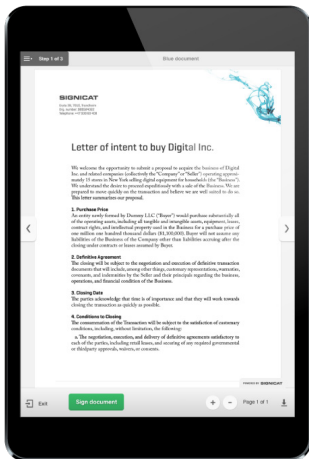 Step 1 of 3
Blue document
SIGNICAT
Letter of intent to buy Digital Inc.
We welcome the opportunity to submit a proposal to acquire the business of Digital
Inc. and related companies (collectively the "Company" or "Seller") operating approxi-
mately 15 stores in New York selling digital equipment for households (the "Business").
We understand the desire to proceed expeditiously with a sale of the Business. We are
prepared to move quickly on the transaction and believe we are well suited to do so.
This letter summarizes our proposal.
1. Purchase Price
An entity newly formed by Dummy LLC ("Buyer") would purchase substantially all
of the operating assets, including all tangible and intangible assets, equipment, leases,
contract rights, and intellectual property used in the Business for a purchase price of
one million one hundred thousand dollars ($1,100,000). Buyer will not assume any
liabilities of the Business of the Company other than liabilities accruing after the
closing under contracts or leases assumed by Buyer.
2. Definitive Agreement
The closing will be subject to the negotiation and execution of definitive transaction
documents that will include, among other things, customary representations, warranties,
covenants, and indemnities by the Seller and their principals regarding the business,
operations, and financial condition of the Business.
3. Closing Date
The parties acknowledge that time is of importance and that they will work towards
closing the transaction as quickly as possible.
4. Conditions to Closing
The consummation of the Transaction will be subject to the satisfaction of customary
conditions, including, without limitation, the following:
a. The negotiation, execution, and delivery of definitive agreements satisfactory to
each of the parties, including retail leases, and securing of any required governmental
or thirdparty approvals, waivers, or consents.
POWERED BY SIGNICAT
Exit
Sign document
+
-
Page 1 of 1